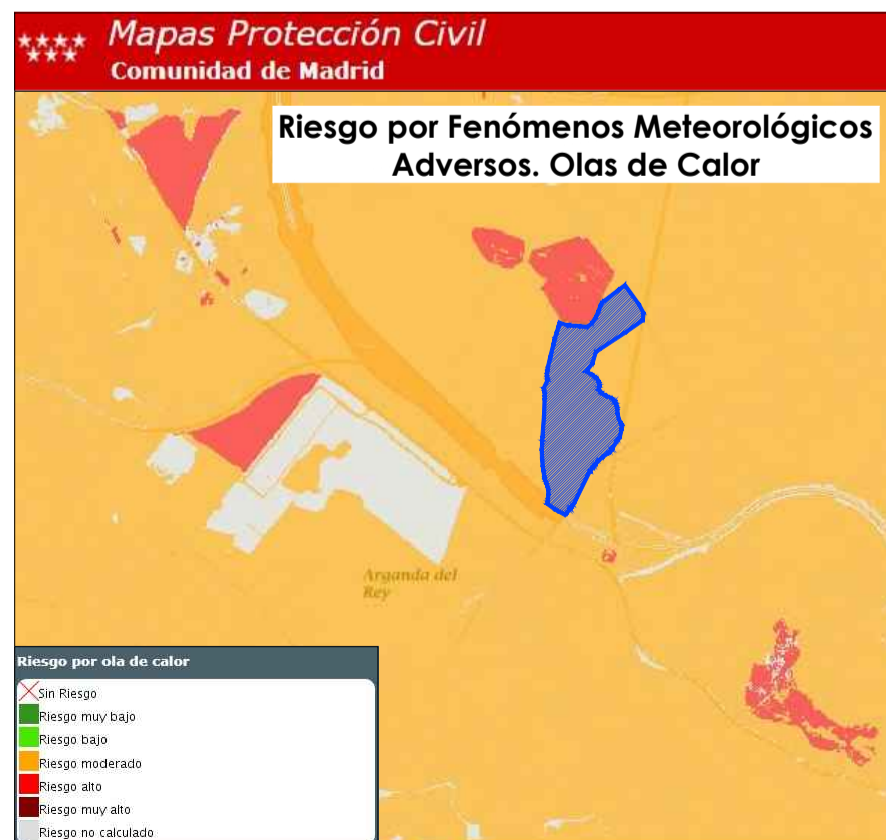 Mapas Protección Civil
Comunidad de Madrid
Riesgo por Fenómenos Meteorológicos
Adversos. Olas de Calor
Arganda del
Rey
Riesgo por ola de calor
Sin Riesgo
Riesgo muy bajo
Riesgo bajo
Riesgo moderado
Riesgo alto
Riesgo muy alto
Riesgo no calculado